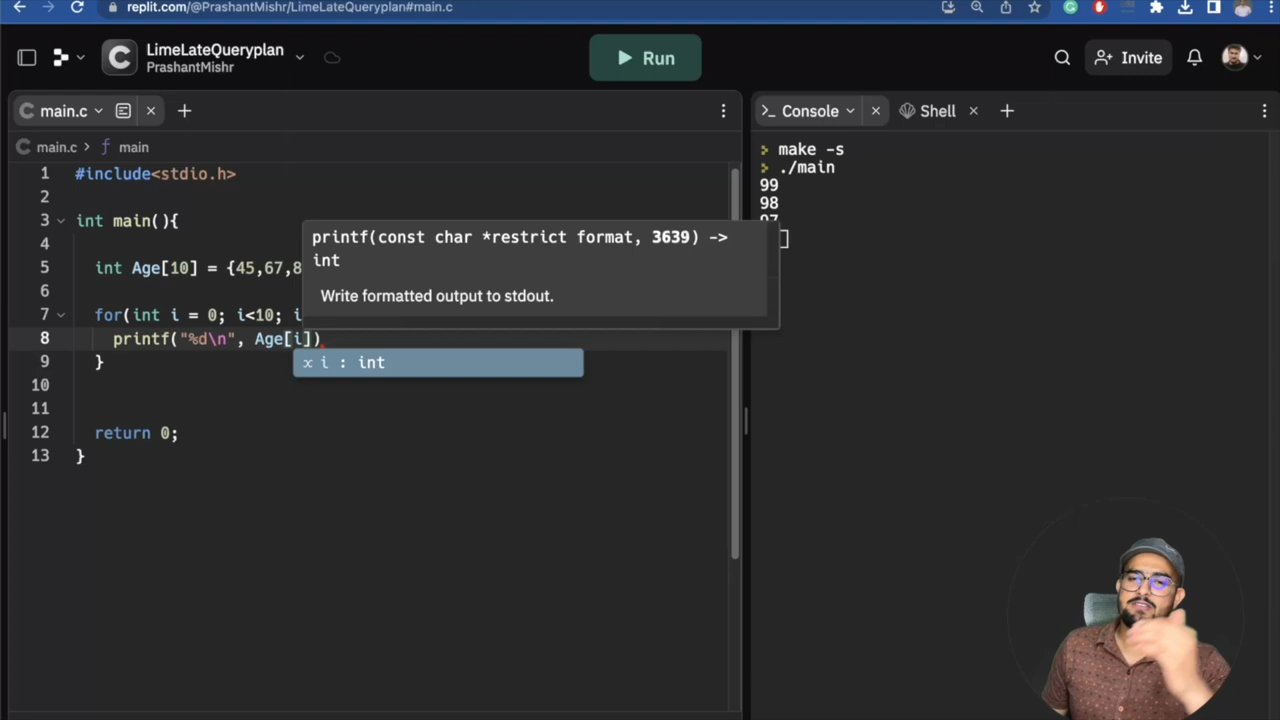 replit.com/@PrashantMishr/LimeLateQueryplan#main.c
LimeLateQueryplan
PrashantMishr
Run
Invite
main.c
Console
Shell
main.c > main
1 #include<stdio.h>
2
3 int main(){
4
5 int Age[10] = {45,67,8
6
7 for(int i = 0; i<10; i
8 printf("%d\n", Age[i])
9 }
10
11
12 return 0;
13 }
printf(const char *restrict format, 3639) ->
int
Write formatted output to stdout.
x i : int
> make -s
> ./main
99
98
97